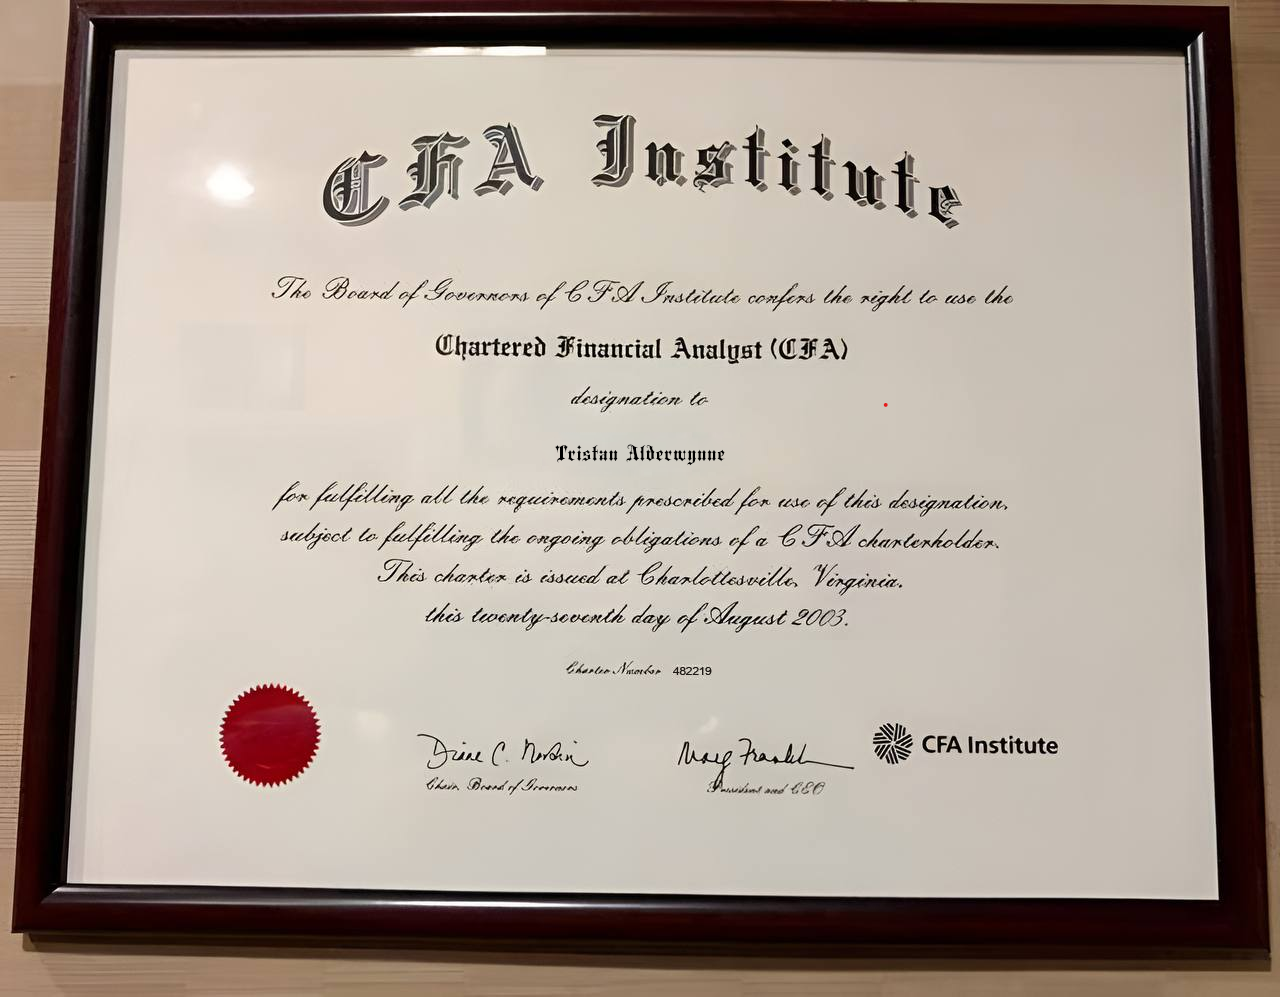 CFA Institute
The Board of Governors of CFA Institute confers the right to use the
Chartered Financial Analyst (CFA)
designation to
Tristan Alderwynne
for fulfilling all the requirements prescribed for use of this designation,
subject to fulfilling the ongoing obligations of a CFA charterholder.
This charter is issued at Charlottesville, Virginia,
this twenty-seventh day of August 2003.
Charter Number 482219
Diane C.
Chair, Board of Governors
President and CEO
CFA Institute